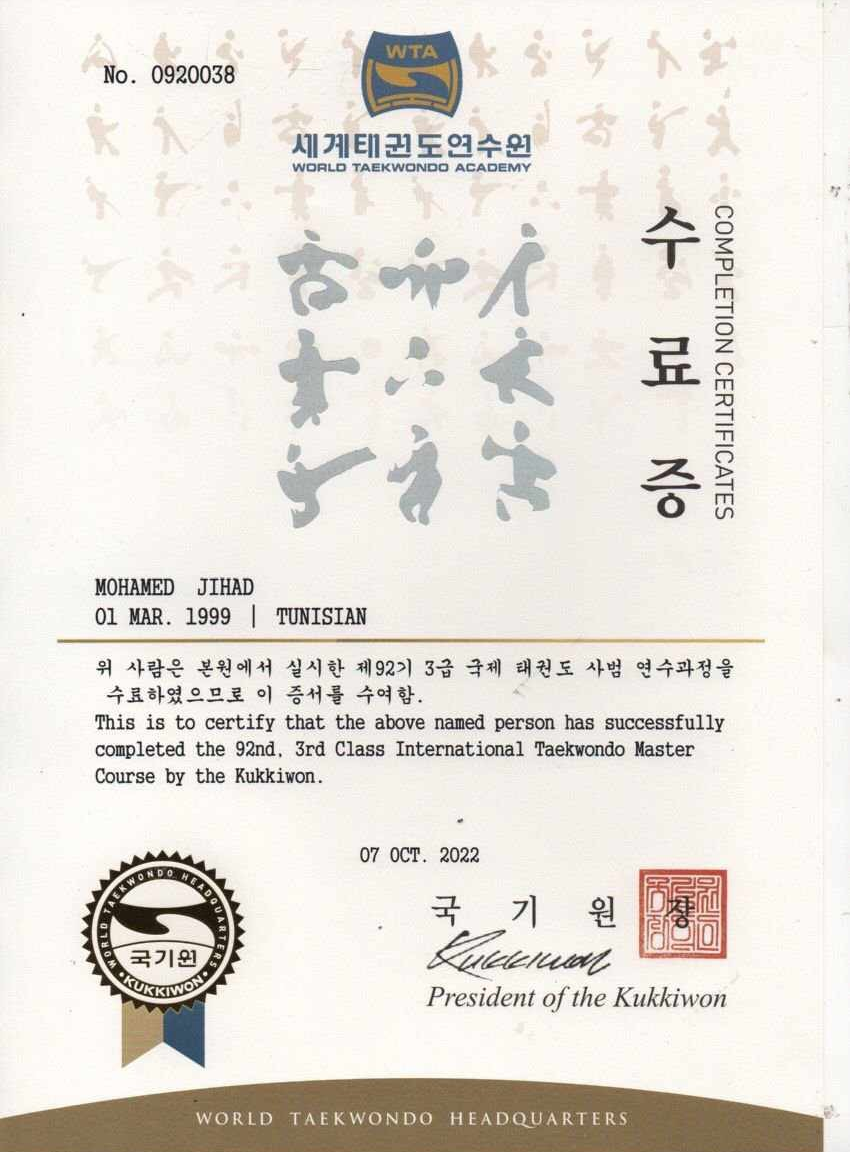 No. 0920038
WTA
세계태권도연수원
WORLD TAEKWONDO ACADEMY
수료증
COMPLETION CERTIFICATES
MOHAMED JIHAD
01 MAR. 1999 | TUNISIAN
위 사람은 본원에서 실시한 제92기 3급 국제 태권도 사범 연수과정을
수료하였으므로 이 증서를 수여함.
This is to certify that the above named person has successfully
completed the 92nd, 3rd Class International Taekwondo Master
Course by the Kukkiwon.
07 OCT. 2022
국 기 원 장
Kukkiwon
President of the Kukkiwon
WORLD TAEKWONDO HEADQUARTERS
국기원
KUKKIWON
WORLD TAEKWONDO HEADQUARTERS